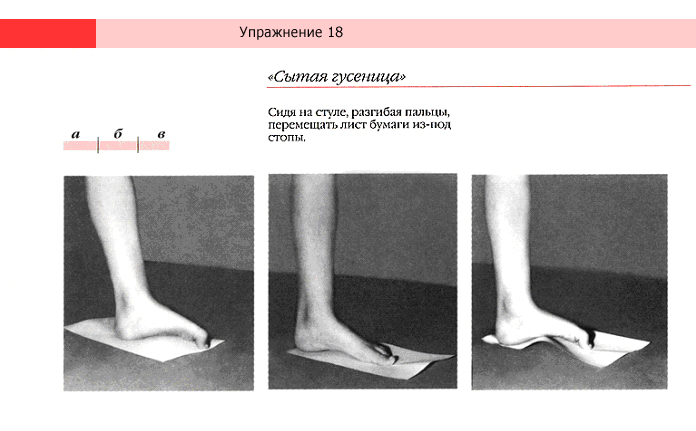 Упражнение 18
«Сытая гусеница»
Сидя на стуле, разгибая пальцы,
перемещать лист бумаги из-под
стопы.
а б в